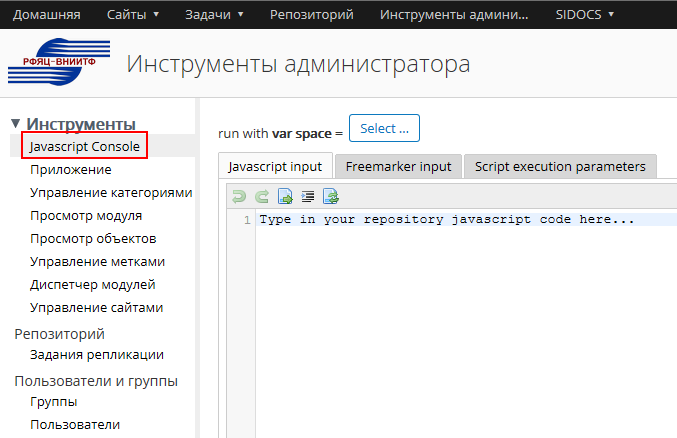 Домашняя Сайты ▼ Задачи ▼ Репозиторий Инструменты админи... SIDOCS ▼
РФЯЦ-ВНИИТФ
Инструменты администратора
▼ Инструменты
Javascript Console
Приложение
Управление категориями
Просмотр модуля
Просмотр объектов
Управление метками
Диспетчер модулей
Управление сайтами
Репозиторий
Задания репликации
Пользователи и группы
Группы
Пользователи
run with var space = Select ...
Javascript input Freemarker input Script execution parameters
1 Type in your repository javascript code here...